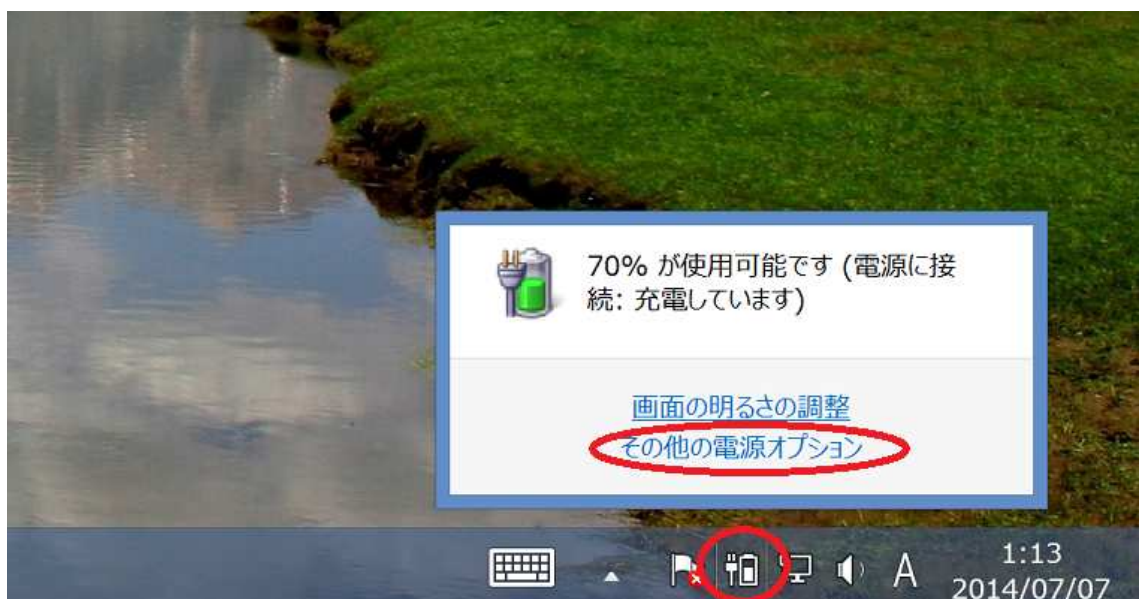 70% が使用可能です (電源に接
続: 充電しています)
画面の明るさの調整
その他の電源オプション
A
1:13
2014/07/07